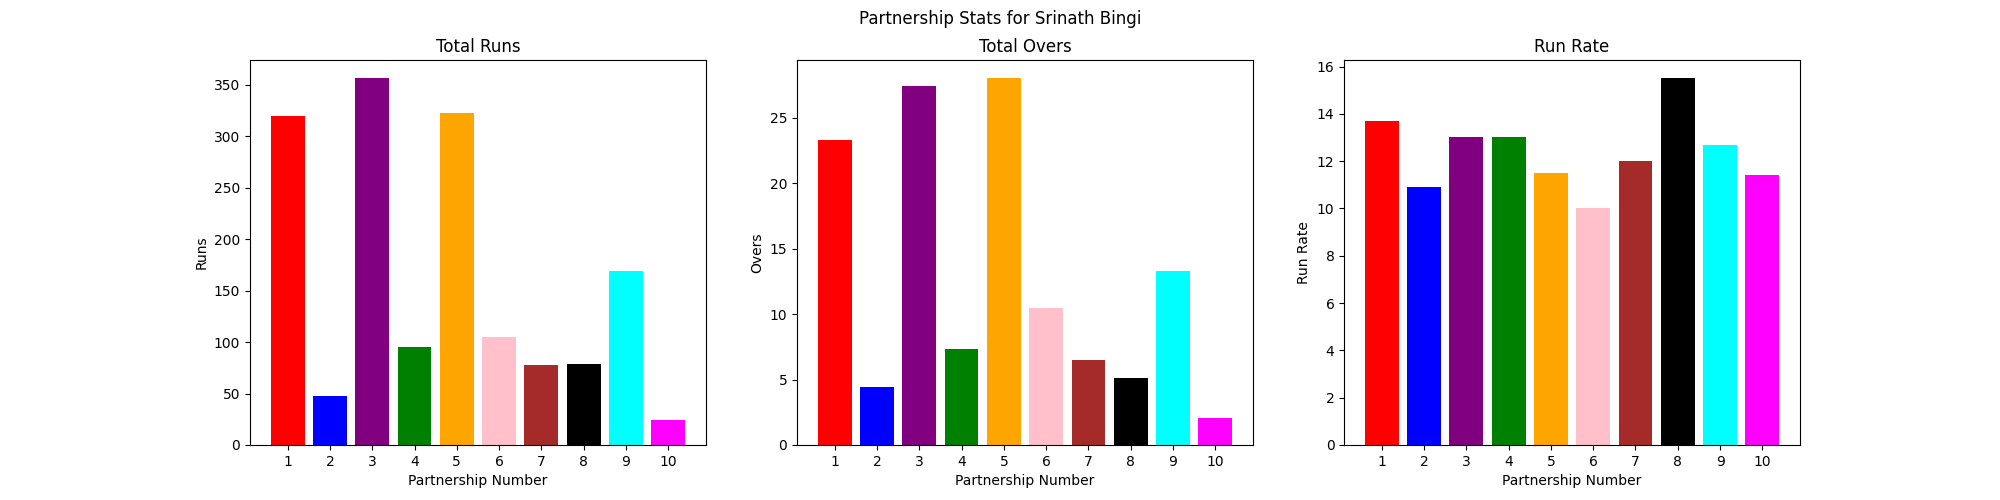 Partnership Stats for Srinath Bingi
Total Runs
350
300
250
200
150
100
50
0
Runs
1 2 3 4 5 6 7 8 9 10
Partnership Number
Total Overs
25
20
15
10
5
0
Overs
1 2 3 4 5 6 7 8 9 10
Partnership Number
Run Rate
16
14
12
10
8
6
4
2
0
Run Rate
1 2 3 4 5 6 7 8 9 10
Partnership Number